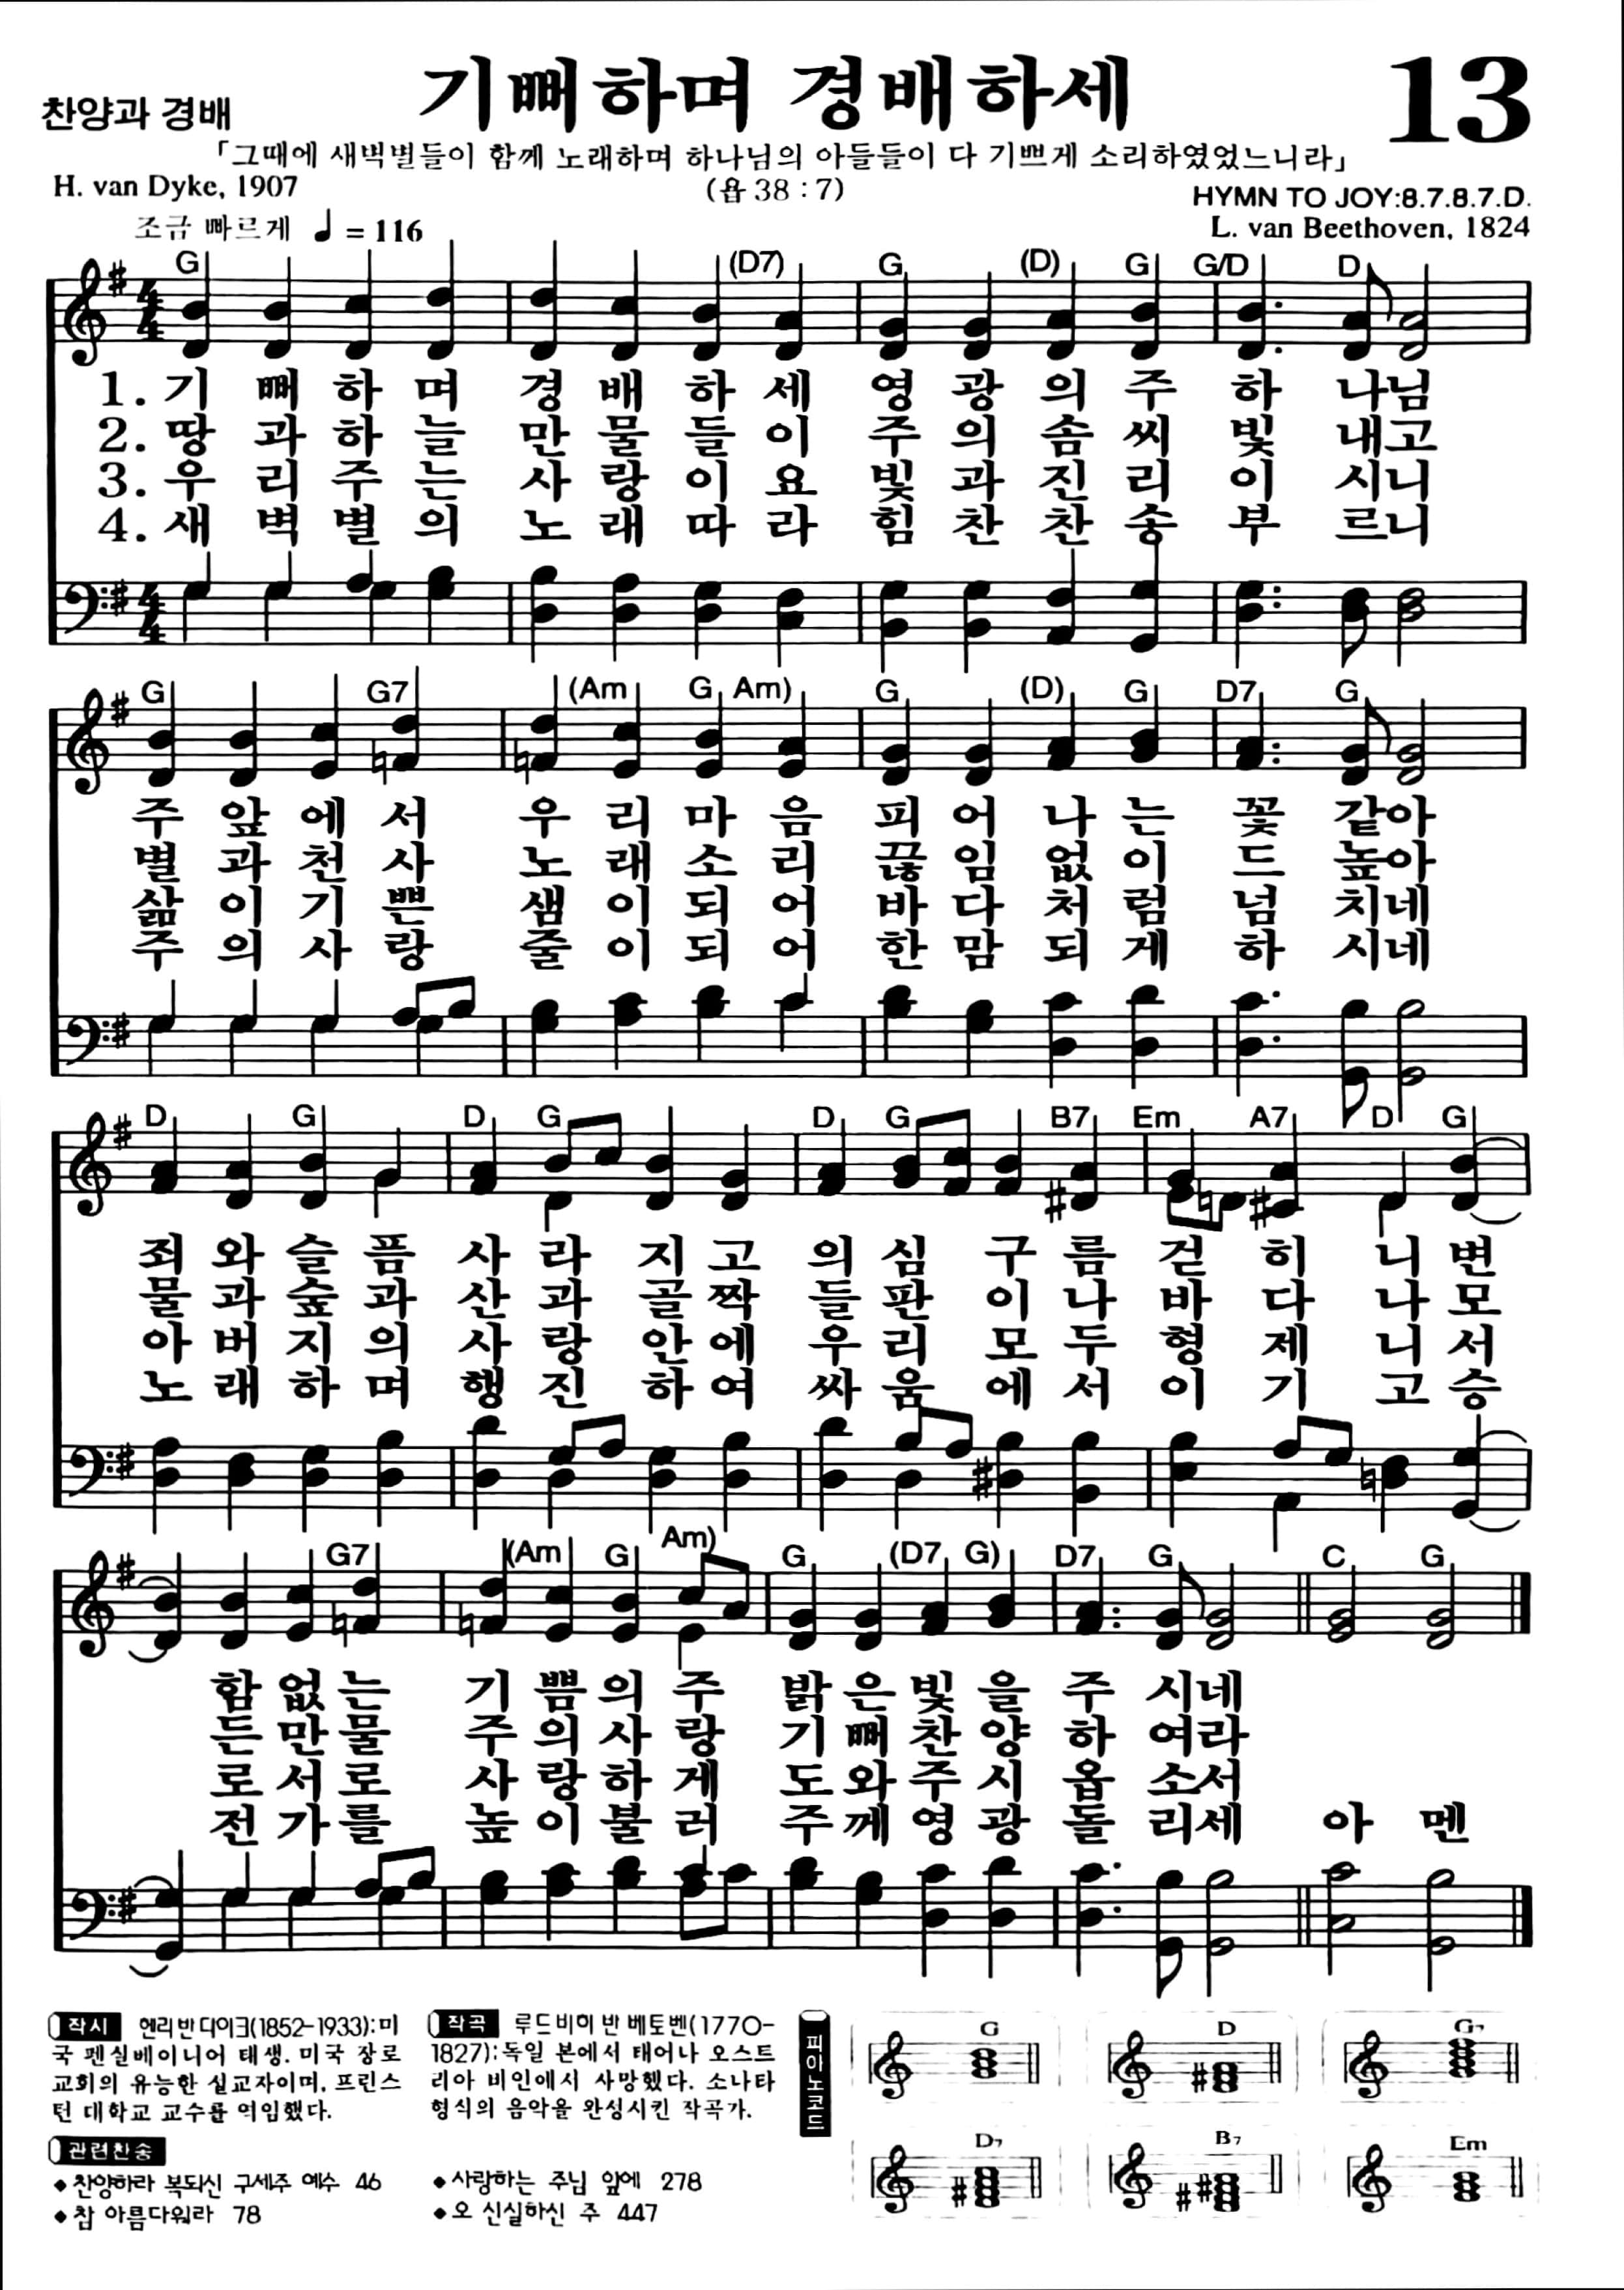 찬양과 경배
기뻐하며 경배하세
13
「그때에 새벽별들이 함께 노래하며 하나님의 아들들이 다 기쁘게 소리하였었느니라」
H. van Dyke, 1907
(욥 38 : 7)
HYMN TO JOY:8.7.8.7.D.
조금 빠르게 ♩ = 116
L. van Beethoven, 1824
G (D7) G (D) G G/D D
1. 기 뻐 하 며 경 배 하 세 영 광 의 주 하 나님
2. 땅 과 하 늘 만 물 들 이 주 의 솜 씨 빛 내고
3. 우 리 주 는 사 랑 이 요 빛 과 진 리 이 시니
4. 새 벽 별 의 노 래 따 라 힘 찬 찬 송 부 르니
G G7 (Am G Am) G (D) G D7 G
주 앞 에 서 우 리 마 음 피 어 나 는 꽃 같아
별 과 천 사 노 래 소 리 끊 임 없 이 드 높아
삶 이 기 쁜 샘 이 되 어 바 다 처 럼 넘 치네
주 의 사 랑 줄 이 되 어 한 맘 되 게 하 시네
D G D G D G B7 Em A7 D G
죄 와 슬 픔 사 라 지 고 의 심 구 름 걷 히 니 변
물 과 숲 과 산 과 골 짝 들 판 이 나 바 다 나 모
아 버 지 의 사 랑 안 에 우 리 모 두 형 제 니 서
노 래 하 며 행 진 하 여 싸 움 에 서 이 기 고 승
G7 (Am G Am) G (D7 G) D7 G C G
함 없 는 기 쁨 의 주 밝 은 빛 을 주 시네
든 만 물 주 의 사 랑 기 뻐 찬 양 하 여라
로 서 로 사 랑 하 게 도 와 주 시 옵 소서
전 가 를 높 이 불 러 주 께 영 광 돌 리세 아 멘
작시 헨리 반 다이크(1852-1933):미
국 펜실베이니어 태생. 미국 장로
교회의 유능한 설교자이며, 프린스
턴 대학교 교수를 역임했다.
작곡 루드비히 반 베토벤(1770-
1827):독일 본에서 태어나 오스트
리아 비인에서 사망했다. 소나타
형식의 음악을 완성시킨 작곡가.
관련찬송
◆찬양하라 복되신 구세주 예수 46
◆참 아름다워라 78
◆사랑하는 주님 앞에 278
◆오 신실하신 주 447
피아노코드
G D G7
D7 B7 Em